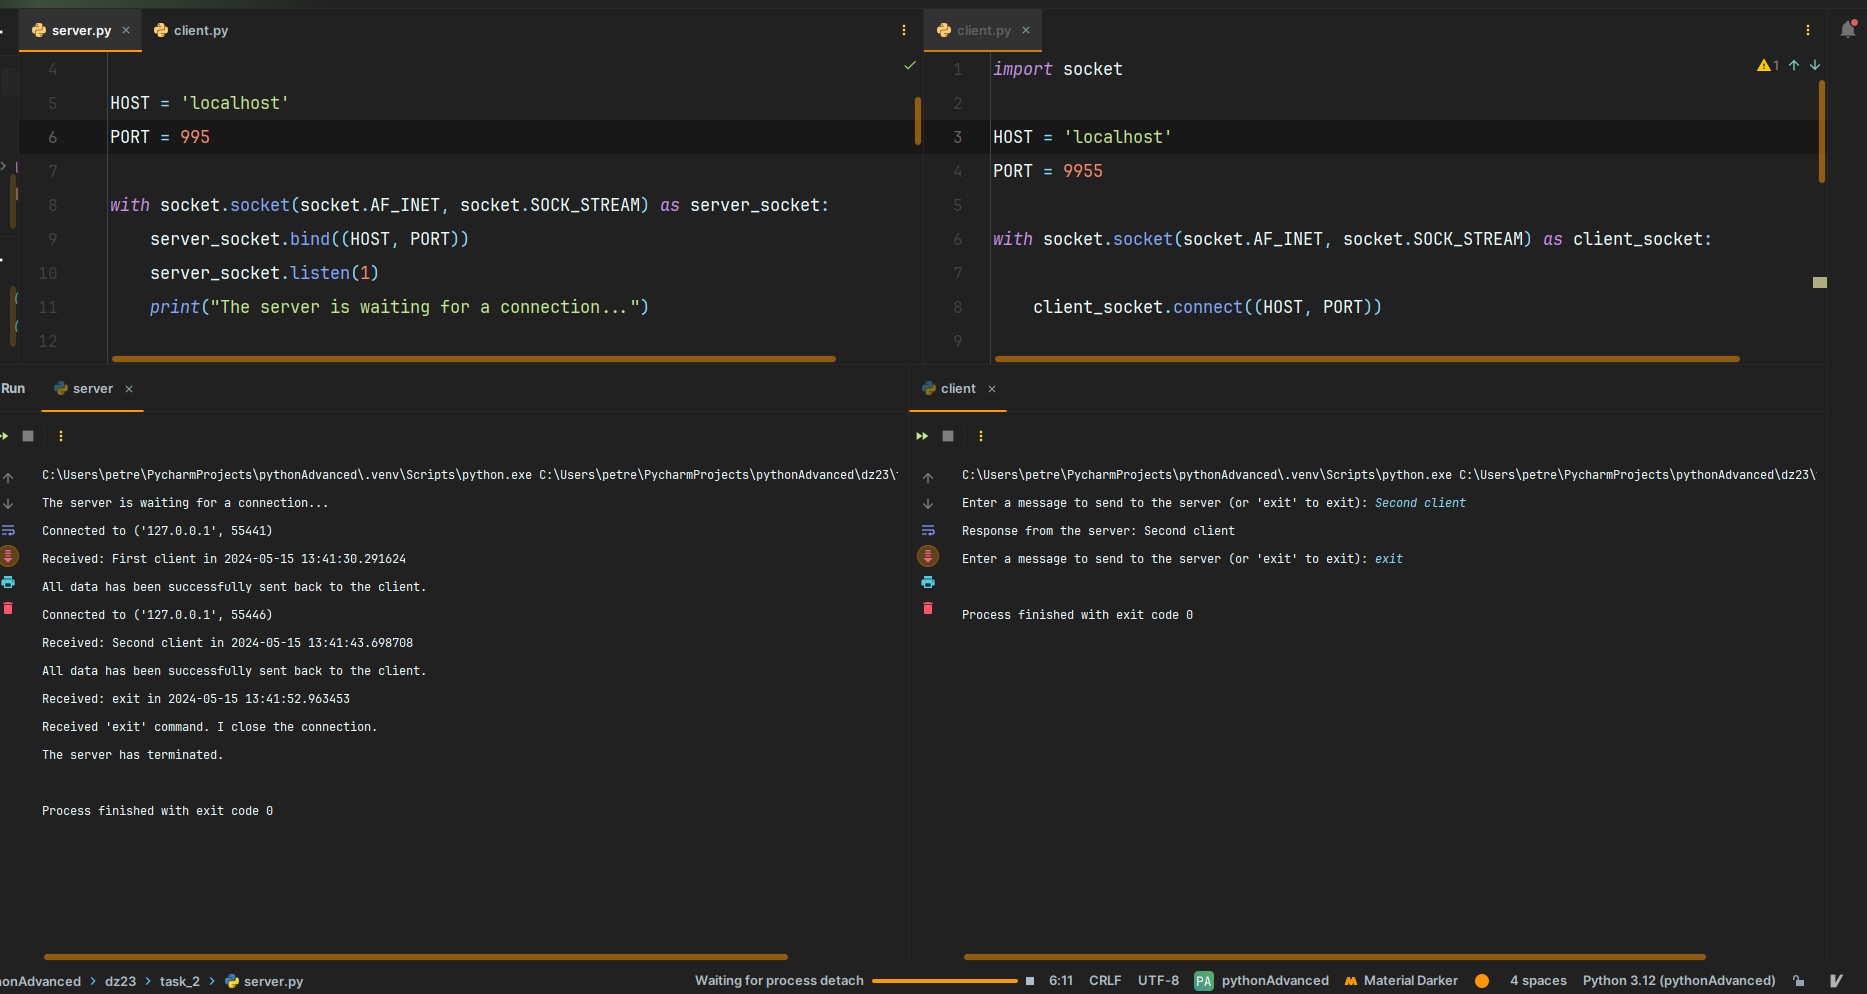 server.py
client.py
4
5 HOST = 'localhost'
6 PORT = 995
7
8 with socket.socket(socket.AF_INET, socket.SOCK_STREAM) as server_socket:
9 server_socket.bind((HOST, PORT))
10 server_socket.listen(1)
11 print("The server is waiting for a connection...")
12
client.py
1
1 import socket
2
3 HOST = 'localhost'
4 PORT = 9955
5
6 with socket.socket(socket.AF_INET, socket.SOCK_STREAM) as client_socket:
7
8 client_socket.connect((HOST, PORT))
9
Run
server
C:\Users\petre\PycharmProjects\pythonAdvanced\.venv\Scripts\python.exe C:\Users\petre\PycharmProjects\pythonAdvanced\dz23\
The server is waiting for a connection...
Connected to ('127.0.0.1', 55441)
Received: First client in 2024-05-15 13:41:30.291624
All data has been successfully sent back to the client.
Connected to ('127.0.0.1', 55446)
Received: Second client in 2024-05-15 13:41:43.698708
All data has been successfully sent back to the client.
Received: exit in 2024-05-15 13:41:52.963453
Received 'exit' command. I close the connection.
The server has terminated.
Process finished with exit code 0
client
C:\Users\petre\PycharmProjects\pythonAdvanced\.venv\Scripts\python.exe C:\Users\petre\PycharmProjects\pythonAdvanced\dz23\
Enter a message to send to the server (or 'exit' to exit): Second client
Response from the server: Second client
Enter a message to send to the server (or 'exit' to exit): exit
Process finished with exit code 0
onAdvanced > dz23 > task_2 > server.py
Waiting for process detach
6:11
CRLF
UTF-8
PA pythonAdvanced
Material Darker
4 spaces
Python 3.12 (pythonAdvanced)